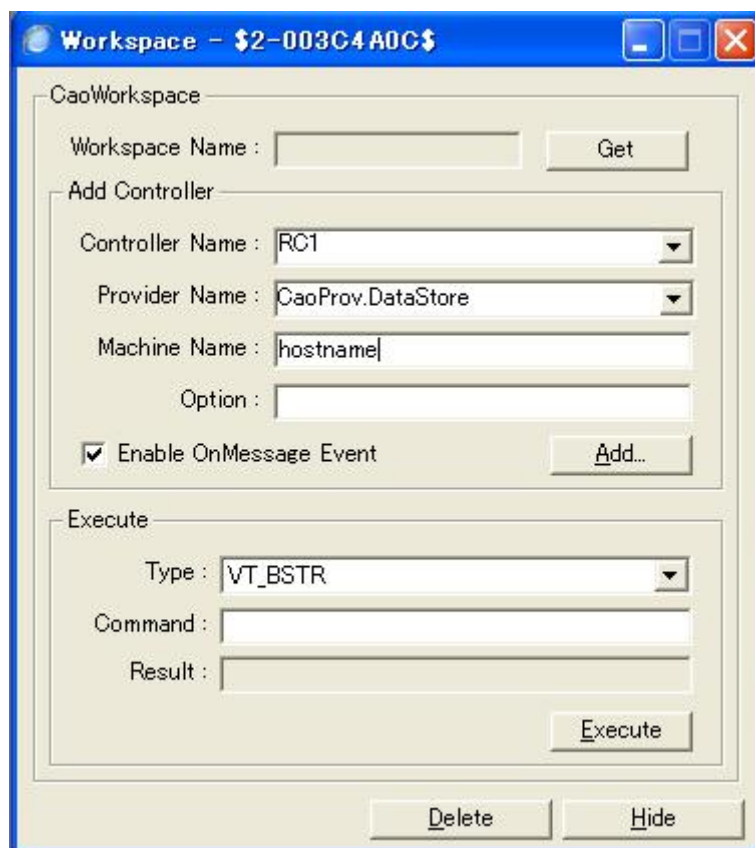 Workspace - $2-003C4A0C$
CaoWorkspace
Workspace Name : Get
Add Controller
Controller Name : RC1
Provider Name : CaoProv.DataStore
Machine Name : hostname
Option :
Enable OnMessage Event Add...
Execute
Type : VT_BSTR
Command :
Result :
Execute
Delete Hide